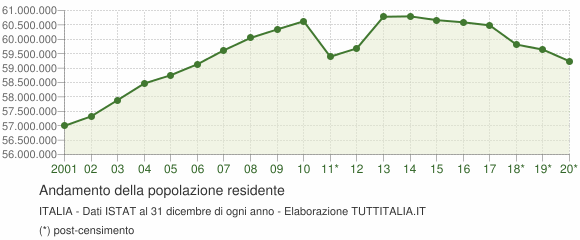 61.000.000
60.500.000
60.000.000
59.500.000
59.000.000
58.500.000
58.000.000
57.500.000
57.000.000
56.500.000
56.000.000
2001 02 03 04 05 06 07 08 09 10 11* 12 13 14 15 16 17 18* 19* 20*
Andamento della popolazione residente
ITALIA - Dati ISTAT al 31 dicembre di ogni anno - Elaborazione TUTTITALIA.IT
(*) post-censimento